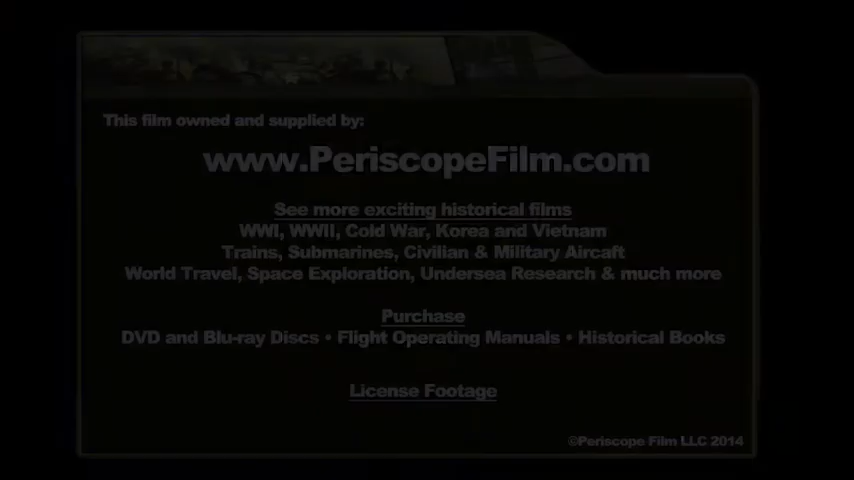 This film owned and supplied by:
www.PeriscopeFilm.com
See more exciting historical films
WWI, WWII, Cold War, Korea and Vietnam
Trains, Submarines, Civilian & Military Aircaft
World Travel, Space Exploration, Undersea Research & much more
Purchase
DVD and Blu-ray Discs • Flight Operating Manuals • Historical Books
License Footage
©Periscope Film LLC 2014